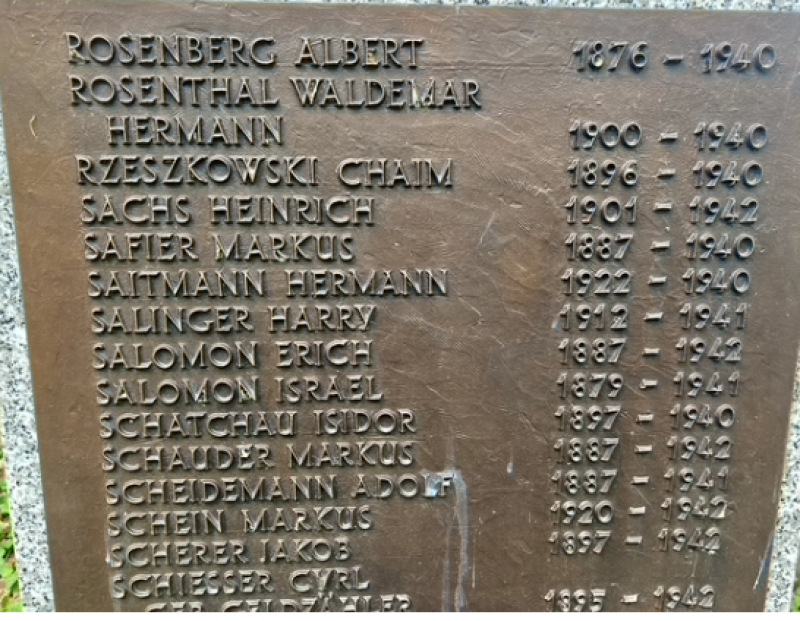 ROSENBERG ALBERT 1876 – 1940
ROSENTHAL WALDEMAR
HERMANN 1900 – 1940
RZESZKOWSKI CHAIM 1896 – 1940
SACHS HEINRICH 1901 – 1942
SAFIER MARKUS 1887 – 1940
SAITMANN HERMANN 1922 – 1940
SALINGER HARRY 1912 – 1941
SALOMON ERICH 1887 – 1942
SALOMON ISRAEL 1879 – 1941
SCHATCHAU ISIDOR 1897 – 1940
SCHAUDER MARKUS 1887 – 1942
SCHEIDEMANN ADOLF 1887 – 1941
SCHEIN MARKUS 1920 – 1942
SCHERER JAKOB 1897 – 1942
SCHIESSER CYRL
GELDZÄHLER 1895 – 1942